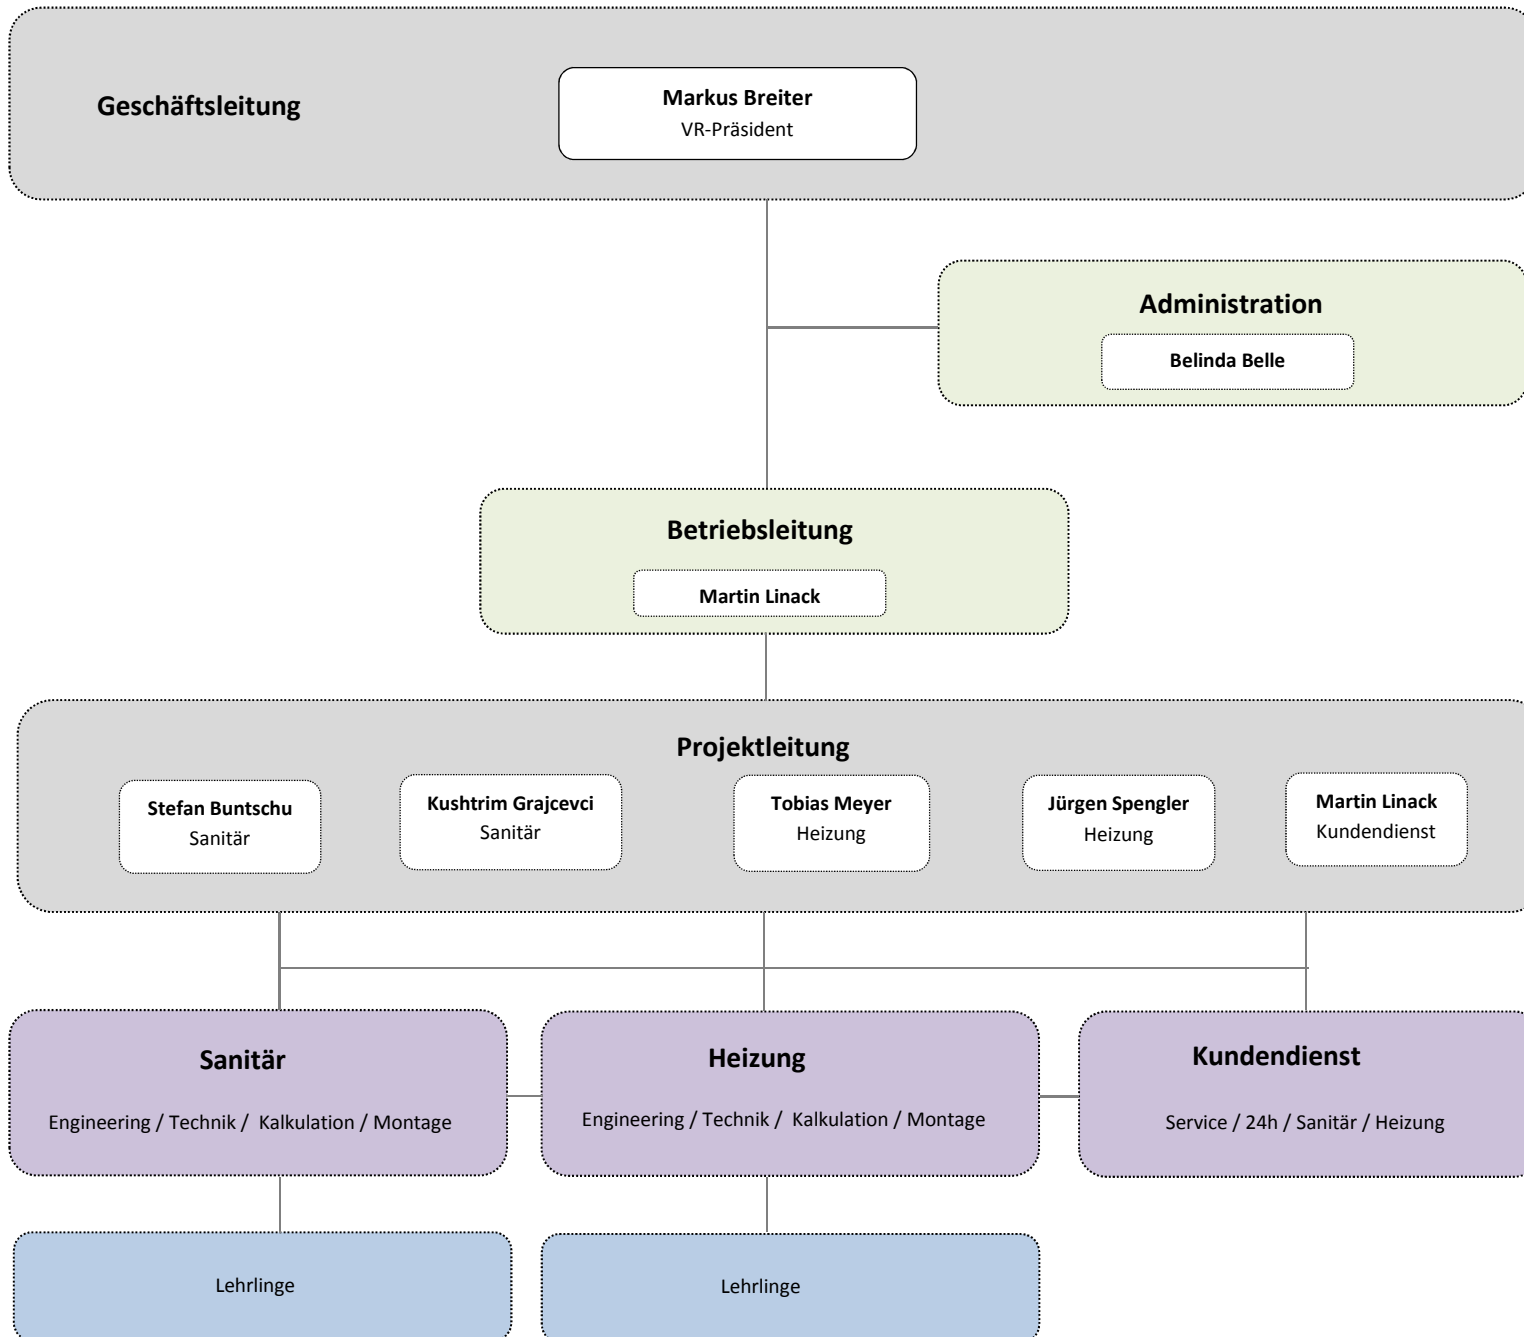 Geschäftsleitung
Markus Breiter
VR-Präsident
Administration
Belinda Belle
Betriebsleitung
Martin Linack
Projektleitung
Stefan Buntschu
Sanitär
Kushtrim Grajcevci
Sanitär
Tobias Meyer
Heizung
Jürgen Spengler
Heizung
Martin Linack
Kundendienst
Sanitär
Engineering / Technik / Kalkulation / Montage
Heizung
Engineering / Technik / Kalkulation / Montage
Kundendienst
Service / 24h / Sanitär / Heizung
Lehrlinge
Lehrlinge